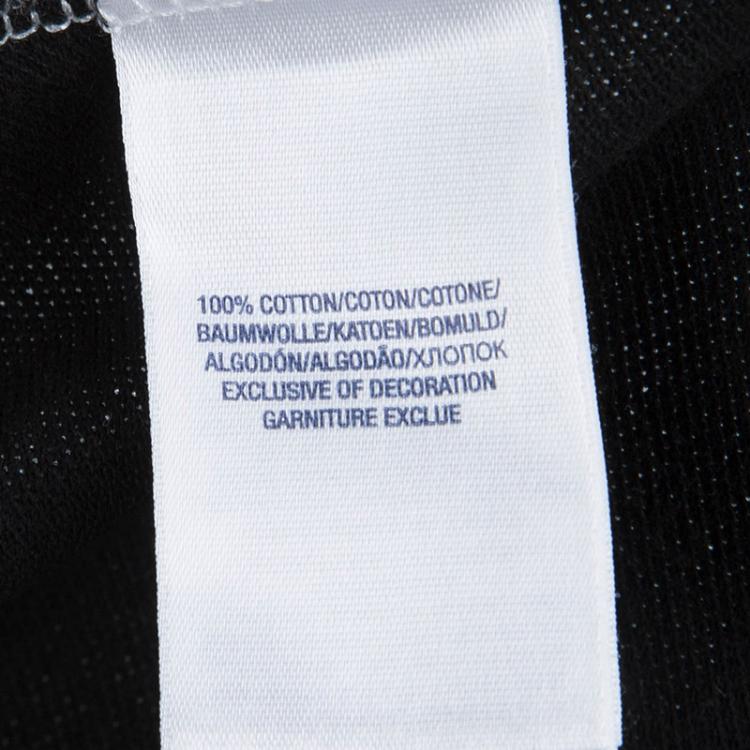 100% COTTON/COTON/COTONE/
BAUMWOLLE/KATOEN/BOMULD/
ALGODÓN/ALGODÃO/ХЛОПОК
EXCLUSIVE OF DECORATION
GARNITURE EXCLUE